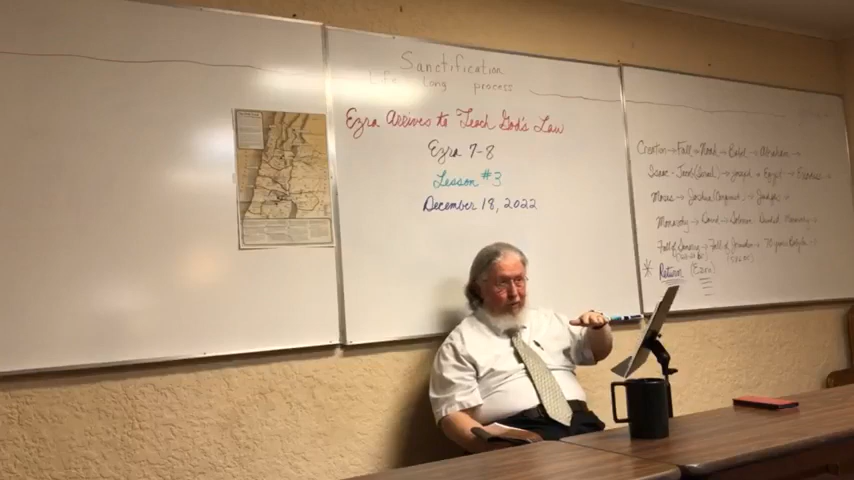 Sanctification
Life long process
Ezra Arrives to Teach God's Law
Ezra 7-8
Lesson #3
December 18, 2022
Creation → Fall → Noah → Babel → Abraham →
Isaac - Jacob (Israel) → Joseph → Egypt → Exodus →
Moses → Joshua (Conquest) → Judges →
Monarchy → David → Solomon Divided Monarchy →
Fall of Samaria → Fall of Jerusalem → 70 years Babylon →
* Return (Ezra)